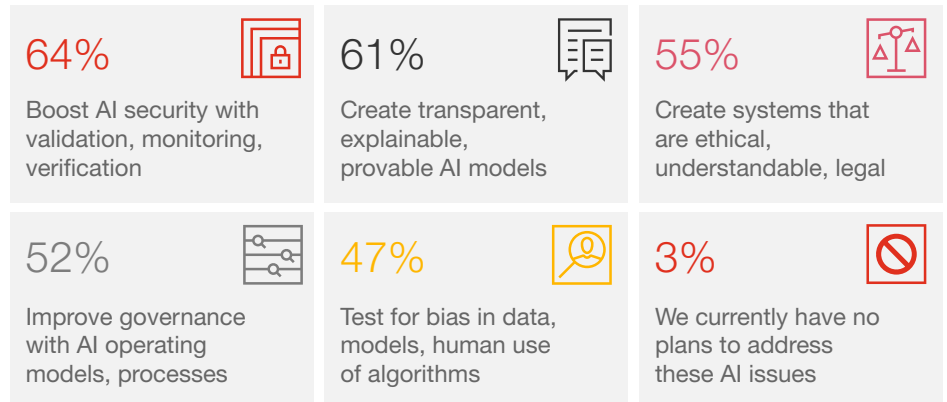 64%
Boost AI security with
validation, monitoring,
verification
61%
Create transparent,
explainable,
provable AI models
55%
Create systems that
are ethical,
understandable, legal
52%
Improve governance
with AI operating
models, processes
47%
Test for bias in data,
models, human use
of algorithms
3%
We currently have no
plans to address
these AI issues